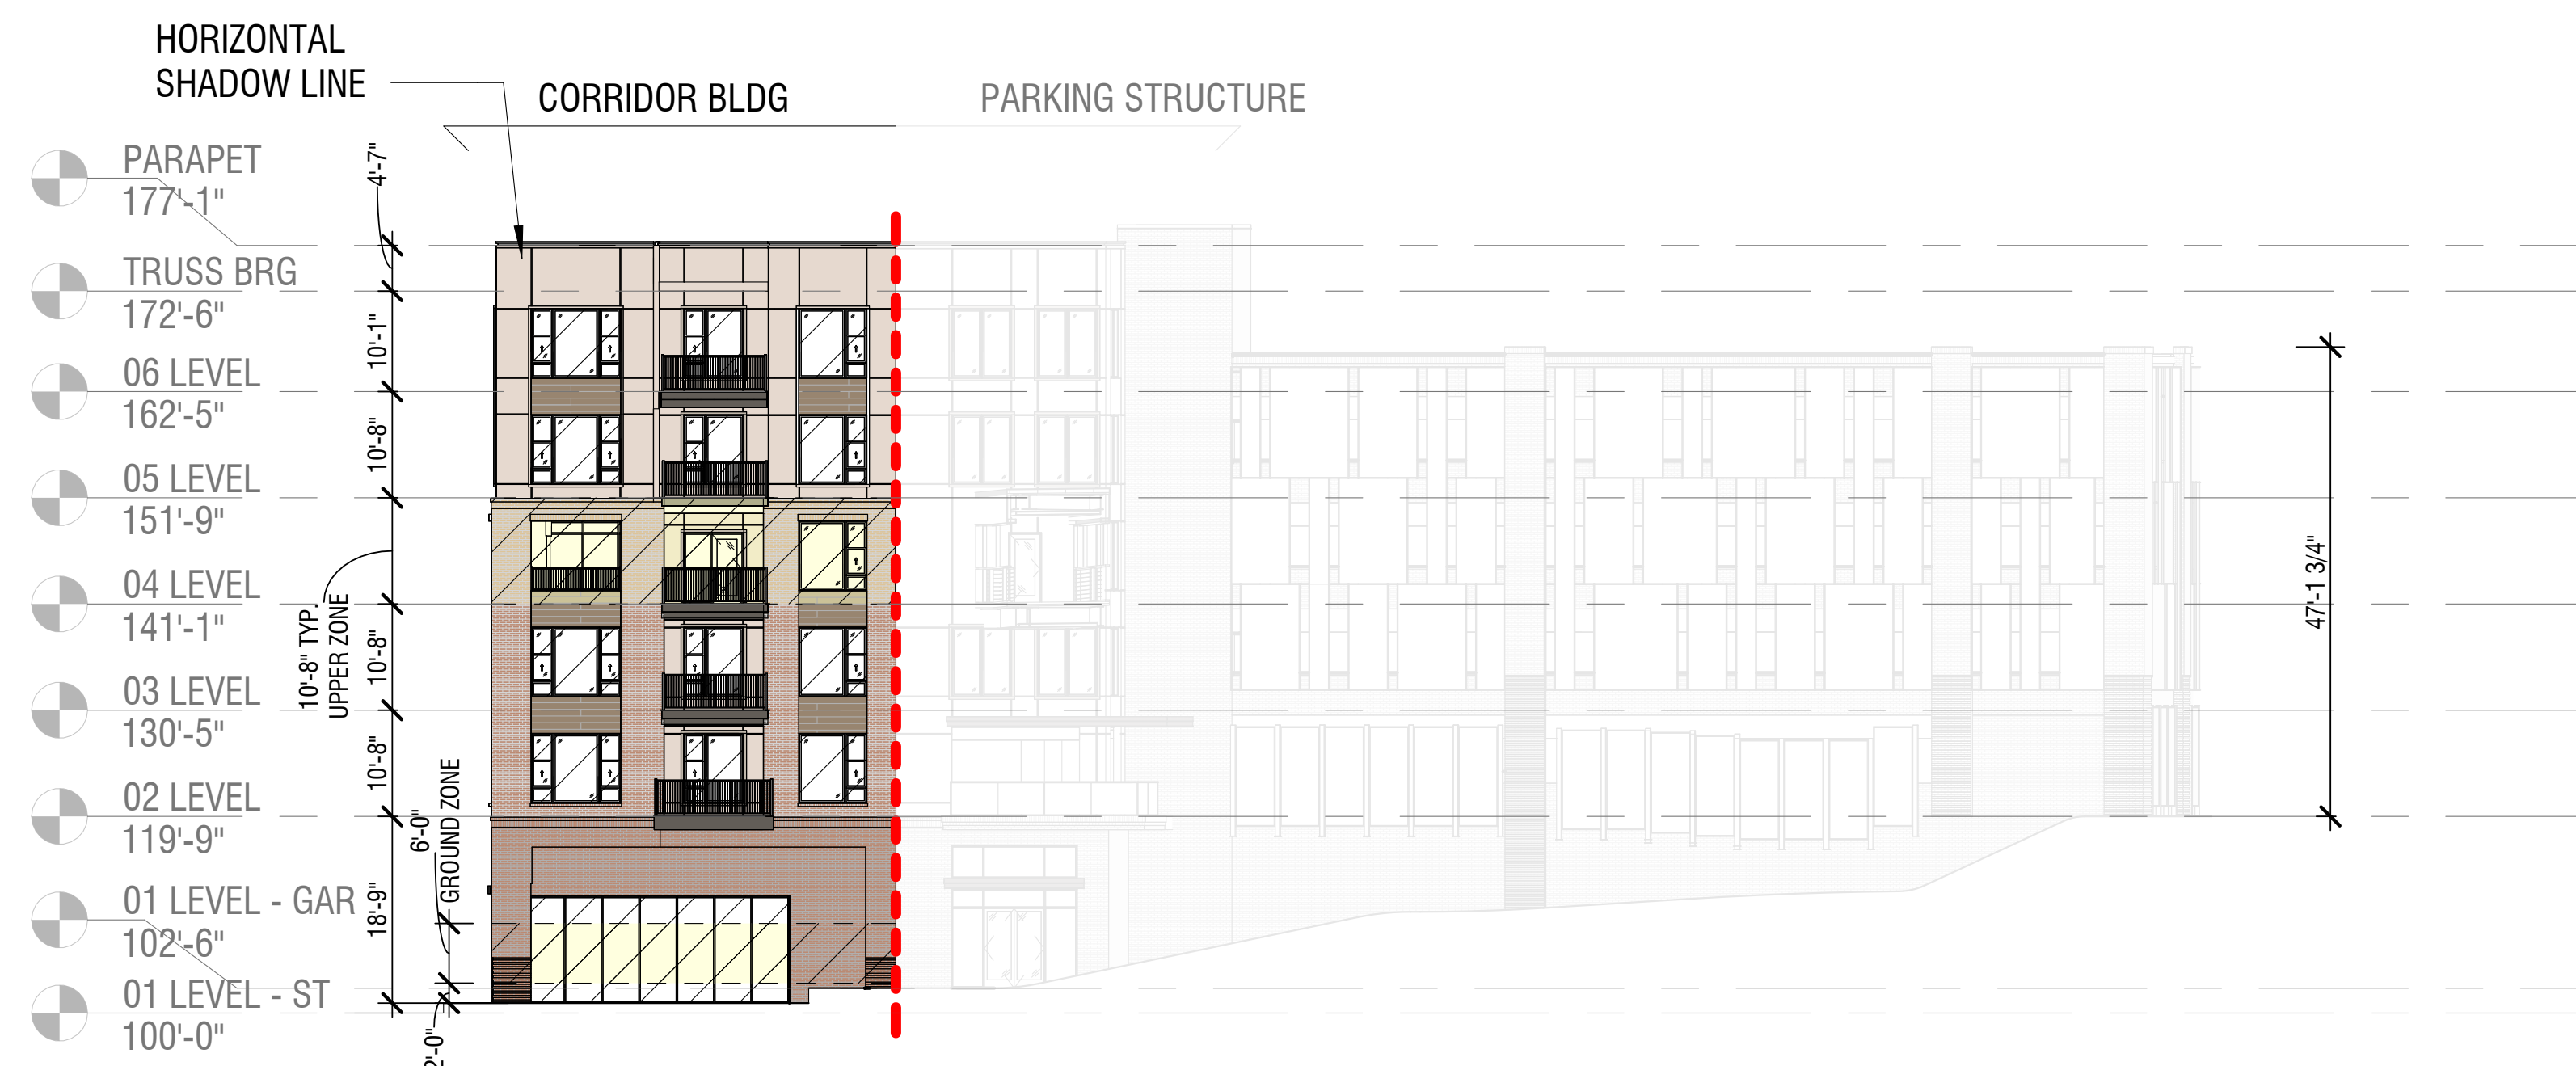 HORIZONTAL
SHADOW LINE
CORRIDOR BLDG
PARKING STRUCTURE
PARAPET
177'-1"
TRUSS BRG
172'-6"
06 LEVEL
162'-5"
05 LEVEL
151'-9"
04 LEVEL
141'-1"
03 LEVEL
130'-5"
02 LEVEL
119'-9"
01 LEVEL - GAR
102'-6"
01 LEVEL - ST
100'-0"
4'-7"
10'-1"
10'-8"
10'-8" TYP.
UPPER ZONE
10'-8"
10'-8"
18'-9"
6'-0"
GROUND ZONE
2'-0"
47'-1 3/4"